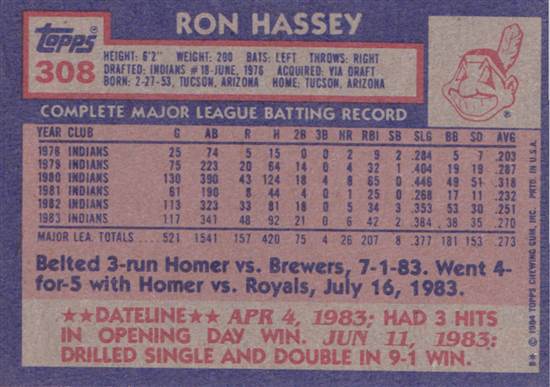 RON HASSEY
Topps
308
HEIGHT: 6'2" WEIGHT: 200 BATS: LEFT THROWS: RIGHT
DRAFTED: INDIANS #18-JUNE, 1976 ACQUIRED: VIA DRAFT
BORN: 2-27-53, TUCSON, ARIZONA HOME: TUCSON, ARIZONA
COMPLETE MAJOR LEAGUE BATTING RECORD
YEAR CLUB G AB R H 2B 3B HR RBI SB SLG BB SO AVG
1978 INDIANS 25 74 5 15 0 0 2 9 2 .284 5 7 .203
1979 INDIANS 75 223 20 64 14 0 4 32 1 .404 19 19 .287
1980 INDIANS 130 390 43 124 18 4 8 65 0 .446 49 51 .318
1981 INDIANS 61 190 8 44 4 0 1 25 0 .268 17 11 .232
1982 INDIANS 113 323 33 81 18 0 5 34 3 .353 53 30 .251
1983 INDIANS 117 341 48 92 21 0 6 42 2 .384 38 35 .270
MAJOR LEA. TOTALS 521 1541 157 420 75 4 26 207 8 .377 181 153 .273
Belted 3-run Homer vs. Brewers, 7-1-83. Went 4-
for-5 with Homer vs. Royals, July 16, 1983.
★★DATELINE★★ APR 4, 1983; HAD 3 HITS
IN OPENING DAY WIN. JUN 11, 1983;
DRILLED SINGLE AND DOUBLE IN 9-1 WIN.
®
B* © 1984 TOPPS CHEWING GUM, INC. PRTD. IN U.S.A.